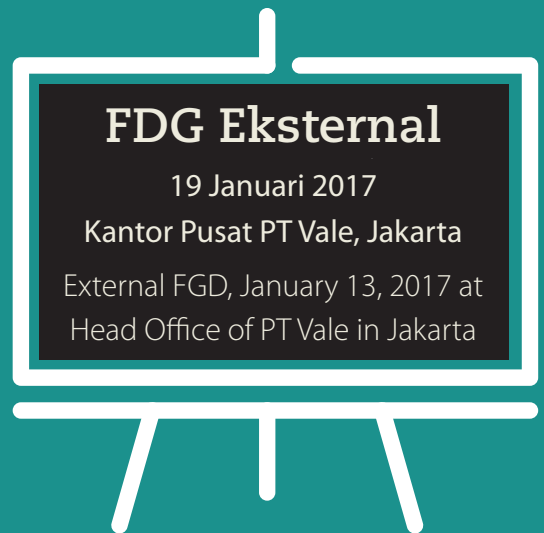 FDG Eksternal
19 Januari 2017
Kantor Pusat PT Vale, Jakarta
External FGD, January 13, 2017 at
Head Office of PT Vale in Jakarta